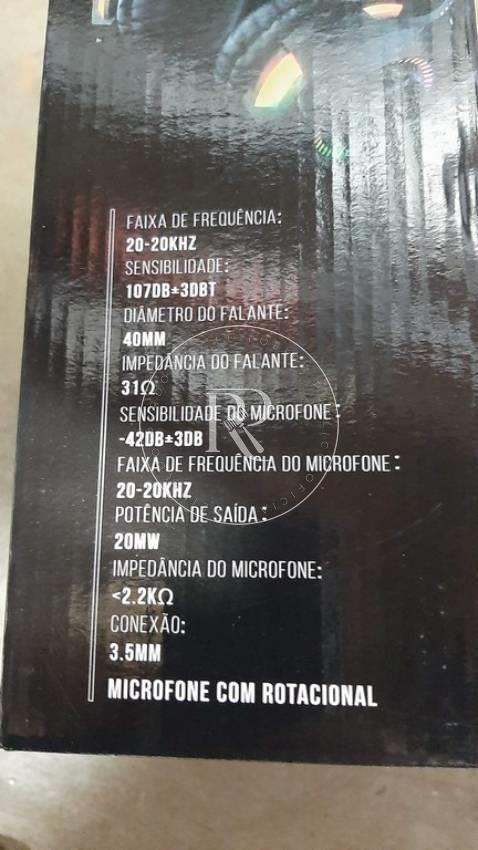 FAIXA DE FREQUÊNCIA:
20-20KHZ
SENSIBILIDADE:
107DB±3DBT
DIÂMETRO DO FALANTE:
40MM
IMPEDÂNCIA DO FALANTE:
31Ω
SENSIBILIDADE DO MICROFONE:
-42DB±3DB
FAIXA DE FREQUÊNCIA DO MICROFONE:
20-20KHZ
POTÊNCIA DE SAÍDA:
20MW
IMPEDÂNCIA DO MICROFONE:
<2.2KΩ
CONEXÃO:
3.5MM
MICROFONE COM ROTACIONAL